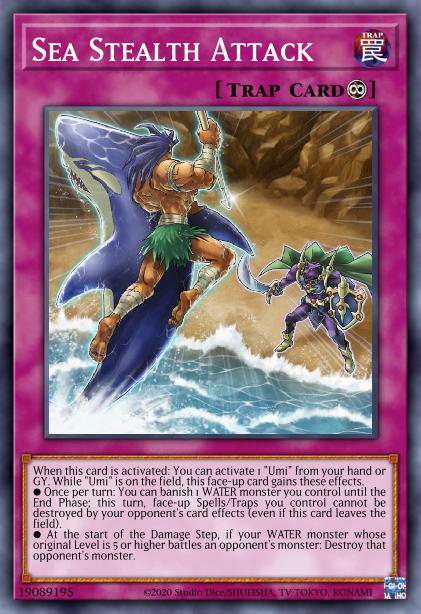 SEA STEALTH ATTACK
TRAP
罠
[TRAP CARD]
When this card is activated: You can activate 1 "Umi" from your hand or
GY. While "Umi" is on the field, this face-up card gains these effects.
● Once per turn: You can banish 1 WATER monster you control until the
End Phase; this turn, face-up Spells/Traps you control cannot be
destroyed by your opponent's card effects (even if this card leaves the
field).
● At the start of the Damage Step, if your WATER monster whose
original Level is 5 or higher battles an opponent's monster: Destroy that
opponent's monster.
19089195
©2020 Studio Dice/SHUEISHA, TV TOKYO, KONAMI